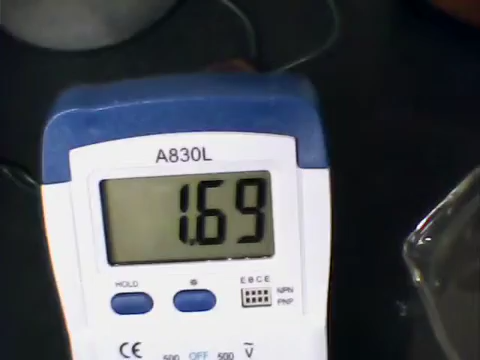 A830L
1.69
HOLD
E B C E
NPN
PNP
CE
500 OFF 500 V